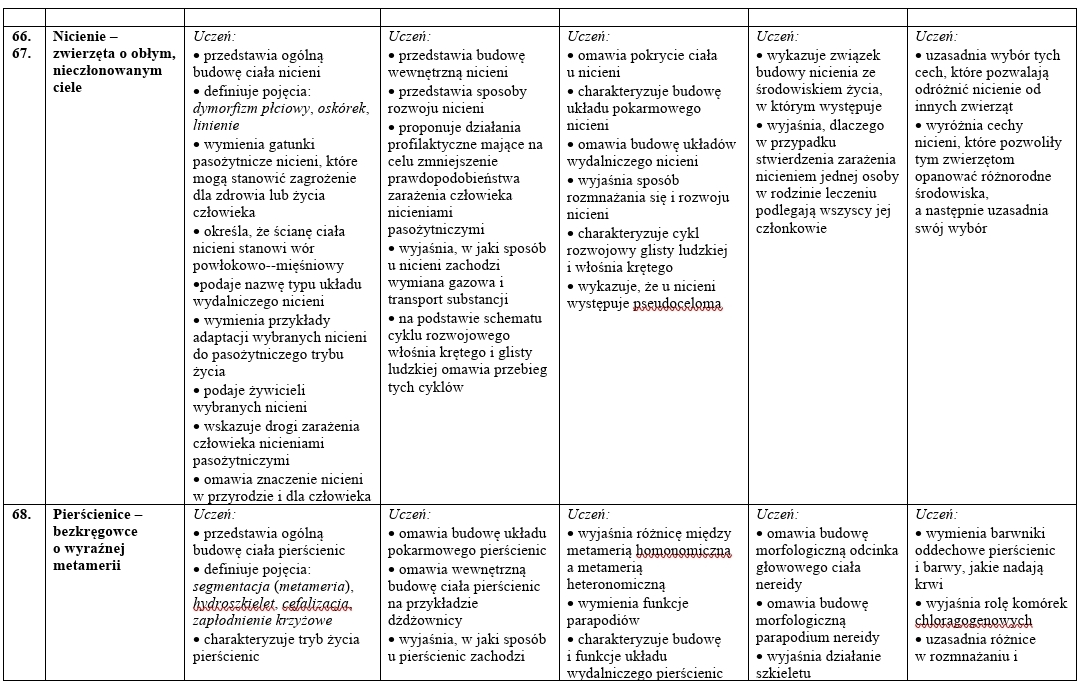 66.
67.
Nicienie –
zwierzęta o obłym,
nieczłonowanym
ciele
Uczeń:
• przedstawia ogólną
budowę ciała nicieni
• definiuje pojęcia:
dymorfizm płciowy, oskórek,
linienie
• wymienia gatunki
pasożytnicze nicieni, które
mogą stanowić zagrożenie
dla zdrowia lub życia
człowieka
• określa, że ścianę ciała
nicieni stanowi wór
powłokowo--mięśniowy
•podaje nazwę typu układu
wydalniczego nicieni
• wymienia przykłady
adaptacji wybranych nicieni
do pasożytniczego trybu
życia
• podaje żywicieli
wybranych nicieni
• wskazuje drogi zarażenia
człowieka nicieniami
pasożytniczymi
• omawia znaczenie nicieni
w przyrodzie i dla człowieka
Uczeń:
• przedstawia budowę
wewnętrzną nicieni
• przedstawia sposoby
rozwoju nicieni
• proponuje działania
profilaktyczne mające na
celu zmniejszenie
prawdopodobieństwa
zarażenia człowieka
nicieniami
pasożytniczymi
• wyjaśnia, w jaki sposób
u nicieni zachodzi
wymiana gazowa i
transport substancji
• na podstawie schematu
cyklu rozwojowego
włośnia krętego i glisty
ludzkiej omawia przebieg
tych cyklów
Uczeń:
• omawia pokrycie ciała
u nicieni
• charakteryzuje budowę
układu pokarmowego
nicieni
• omawia budowę układów
wydalniczego nicieni
• wyjaśnia sposób
rozmnażania się i rozwoju
nicieni
• charakteryzuje cykl
rozwojowy glisty ludzkiej
i włośnia krętego
• wykazuje, że u nicieni
występuje pseudoceloma
Uczeń:
• wykazuje związek
budowy nicienia ze
środowiskiem życia,
w którym występuje
• wyjaśnia, dlaczego
w przypadku
stwierdzenia zarażenia
nicieniem jednej osoby
w rodzinie leczeniu
podlegają wszyscy jej
członkowie
Uczeń:
• uzasadnia wybór tych
cech, które pozwalają
odróżnić nicienie od
innych zwierząt
• wyróżnia cechy
nicieni, które pozwoliły
tym zwierzętom
opanować różnorodne
środowiska,
a następnie uzasadnia
swój wybór
68.
Pierścienice –
bezkręgowce
o wyraźnej
metamerii
Uczeń:
• przedstawia ogólną
budowę ciała pierścienic
• definiuje pojęcia:
segmentacja (metameria),
hydroszkielet, cefalizacja,
zapłodnienie krzyżowe
• charakteryzuje tryb życia
pierścienic
Uczeń:
• omawia budowę układu
pokarmowego pierścienic
• omawia wewnętrzną
budowę ciała pierścienic
na przykładzie
dżdżownicy
• wyjaśnia, w jaki sposób
u pierścienic zachodzi
Uczeń:
• wyjaśnia różnicę między
metamerią homonomiczną
a metamerią
heteronomiczną
• wymienia funkcje
parapodiów
• charakteryzuje budowę
i funkcje układu
wydalniczego pierścienic
Uczeń:
• omawia budowę
morfologiczną odcinka
głowowego ciała
nereidy
• omawia budowę
morfologiczną
parapodium nereidy
• wyjaśnia działanie
szkieletu
Uczeń:
• wymienia barwniki
oddechowe pierścienic
i barwy, jakie nadają
krwi
• wyjaśnia rolę komórek
chloragogenowych
• uzasadnia różnice
w rozmnażaniu i